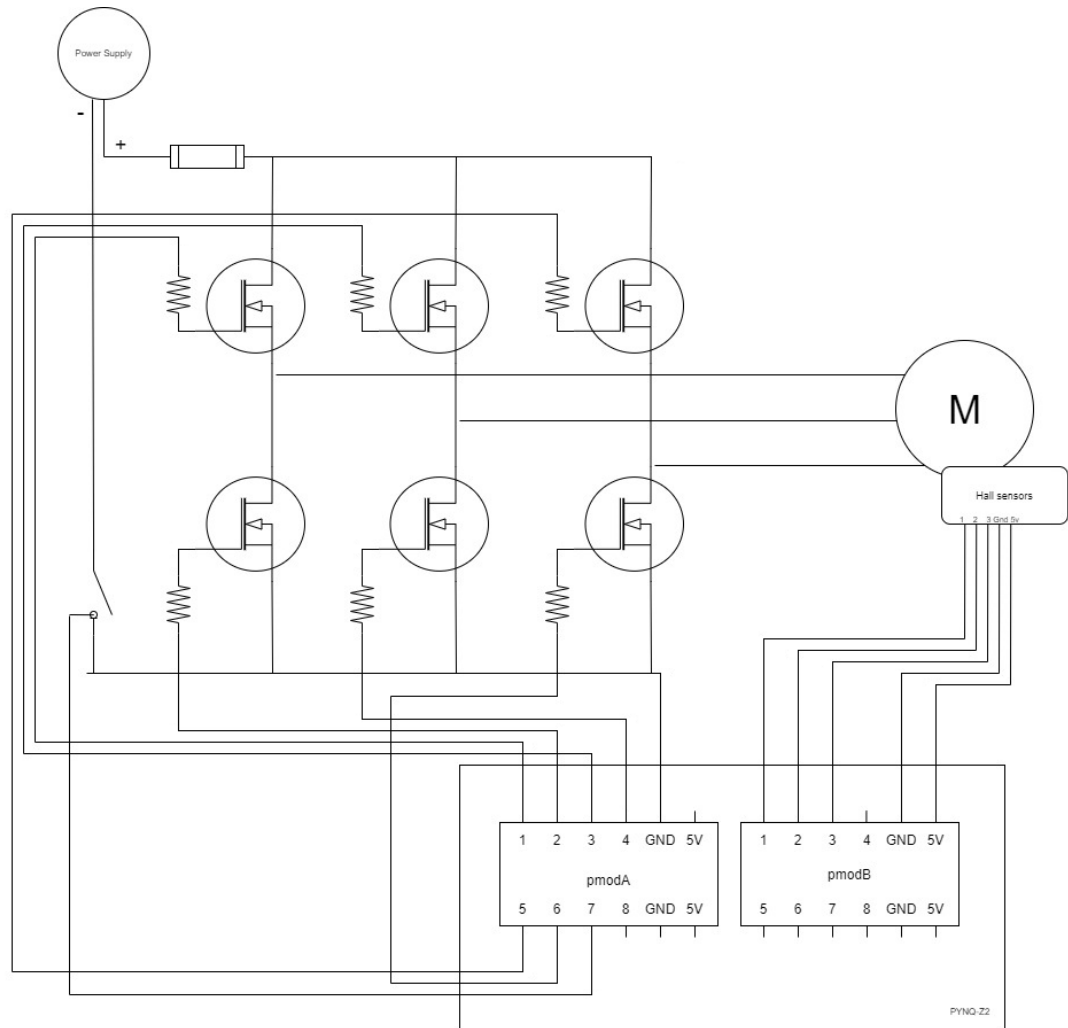 Power Supply
-
+
M
Hall sensors
1 2 3 Gnd 5v
1 2 3 4 GND 5V
pmodA
5 6 7 8 GND 5V
1 2 3 4 GND 5V
pmodB
5 6 7 8 GND 5V
PYNQ-Z2